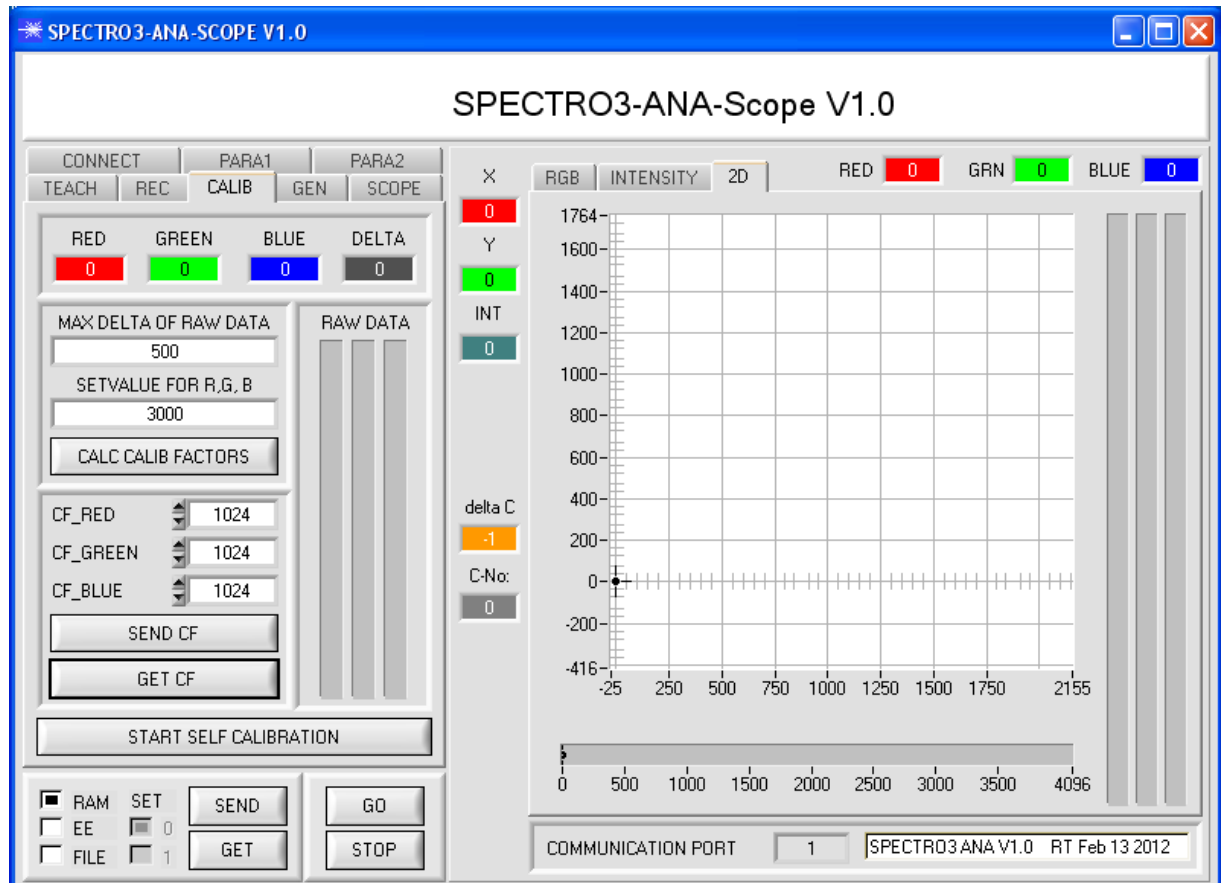 SPECTRO3-ANA-SCOPE V1.0
SPECTRO3-ANA-Scope V1.0
CONNECT PARA1 PARA2
TEACH REC CALIB GEN SCOPE
RED GREEN BLUE DELTA
0 0 0 0
MAX DELTA OF RAW DATA
500
SETVALUE FOR R,G, B
3000
CALC CALIB FACTORS
RAW DATA
CF_RED 1024
CF_GREEN 1024
CF_BLUE 1024
SEND CF
GET CF
START SELF CALIBRATION
RAM SET
EE 0
FILE 1
SEND
GET
GO
STOP
X
0
Y
0
INT
0
delta C
-1
C-No:
0
RGB INTENSITY 2D RED 0 GRN 0 BLUE 0
1764
1600
1400
1200
1000
800
600
400
200
0
-200
-416
-25 250 500 750 1000 1250 1500 1750 2155
0 500 1000 1500 2000 2500 3000 3500 4096
COMMUNICATION PORT 1 SPECTRO3 ANA V1.0 RT Feb 13 2012